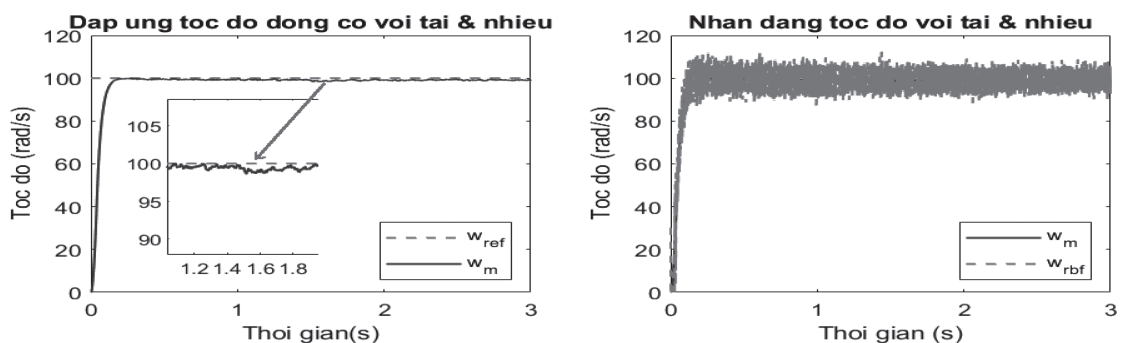 Dap ung toc do dong co voi tai & nhieu
120
100
80
60
40
20
0
Toc do (rad/s)
105
100
95
90
1.2 1.4 1.6 1.8
w_ref
w_m
0 1 2 3
Thoi gian(s)
Nhan dang toc do voi tai & nhieu
120
100
80
60
40
20
0
Toc do (rad/s)
w_m
w_rbf
0 1 2 3
Thoi gian (s)